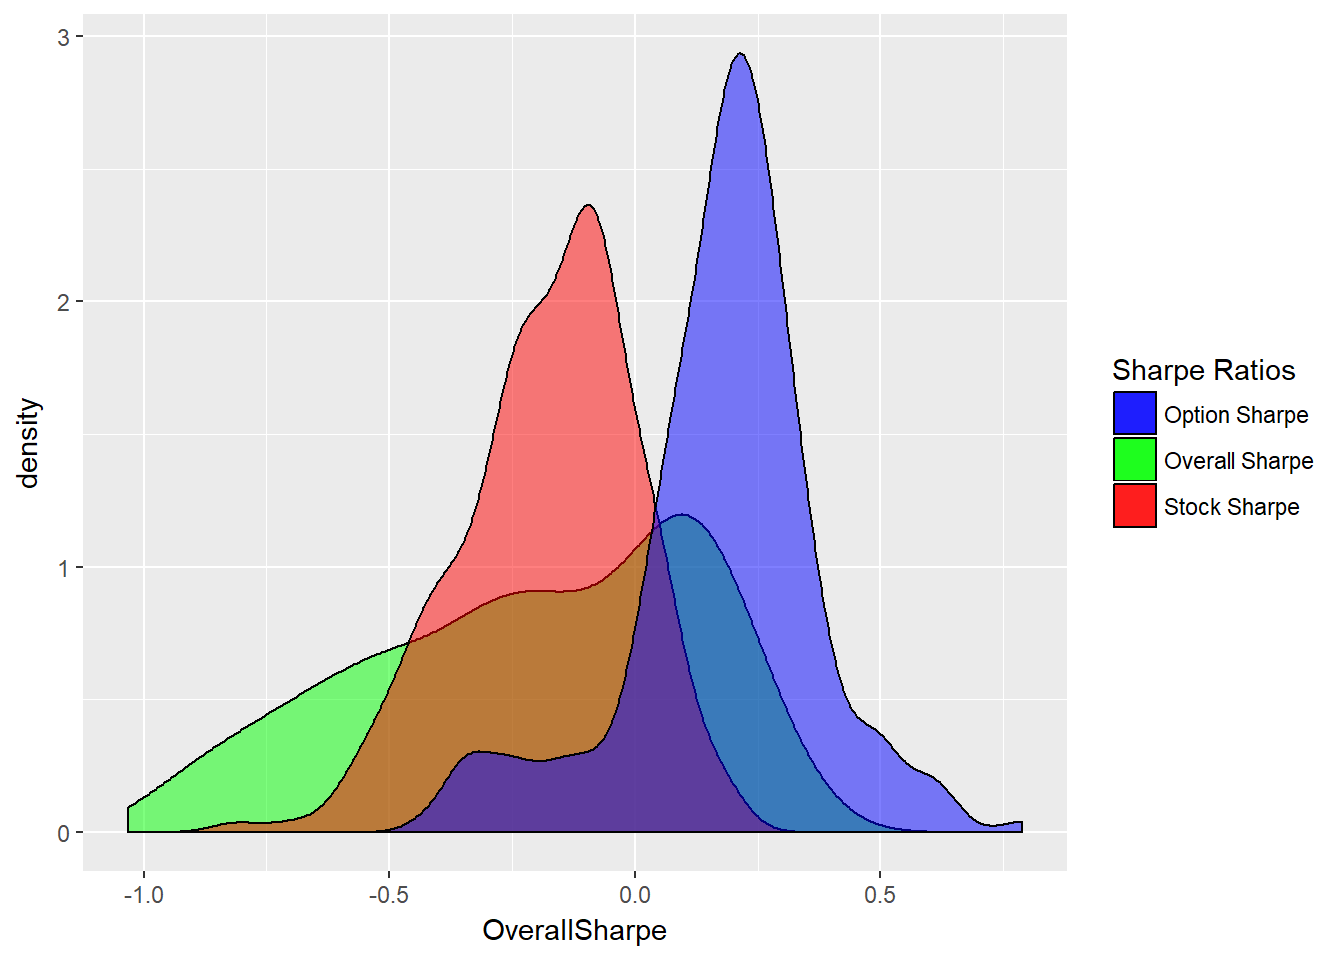 3
2
1
0
density
-1.0
-0.5
0.0
0.5
OverallSharpe
Sharpe Ratios
Option Sharpe
Overall Sharpe
Stock Sharpe